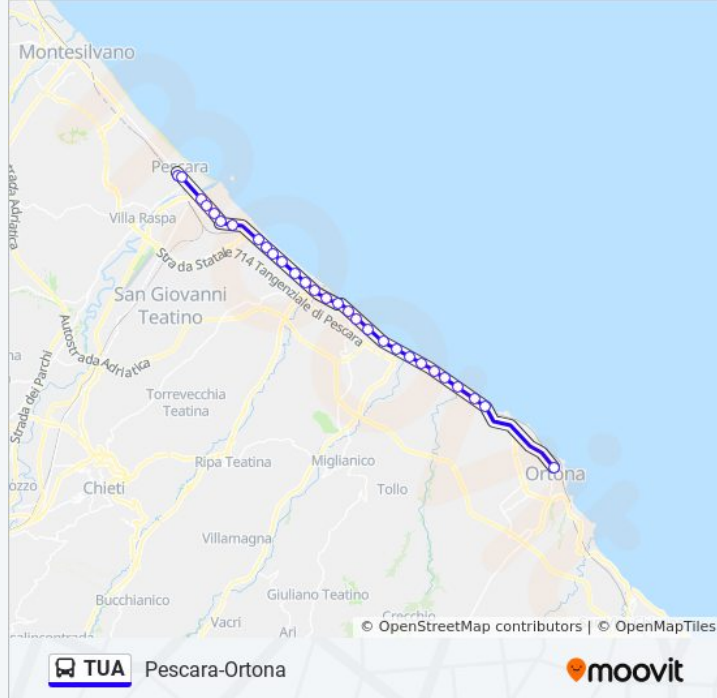 Montesilvano
Pescara
Villa Raspa
Strada Statale 714 Tangenziale di Pescara
San Giovanni
Teatino
Autostrada Adriatica
Strada dei Parchi
Torrevecchia
Teatina
Ripa Teatina
Miglianico
Ortona
Chieti
Tollo
Villamagna
Giuliano Teatino
Bucchianico
Vacri
Ari
Crecchio
© OpenStreetMap contributors | © OpenMapTiles
TUA Pescara-Ortona
moovit